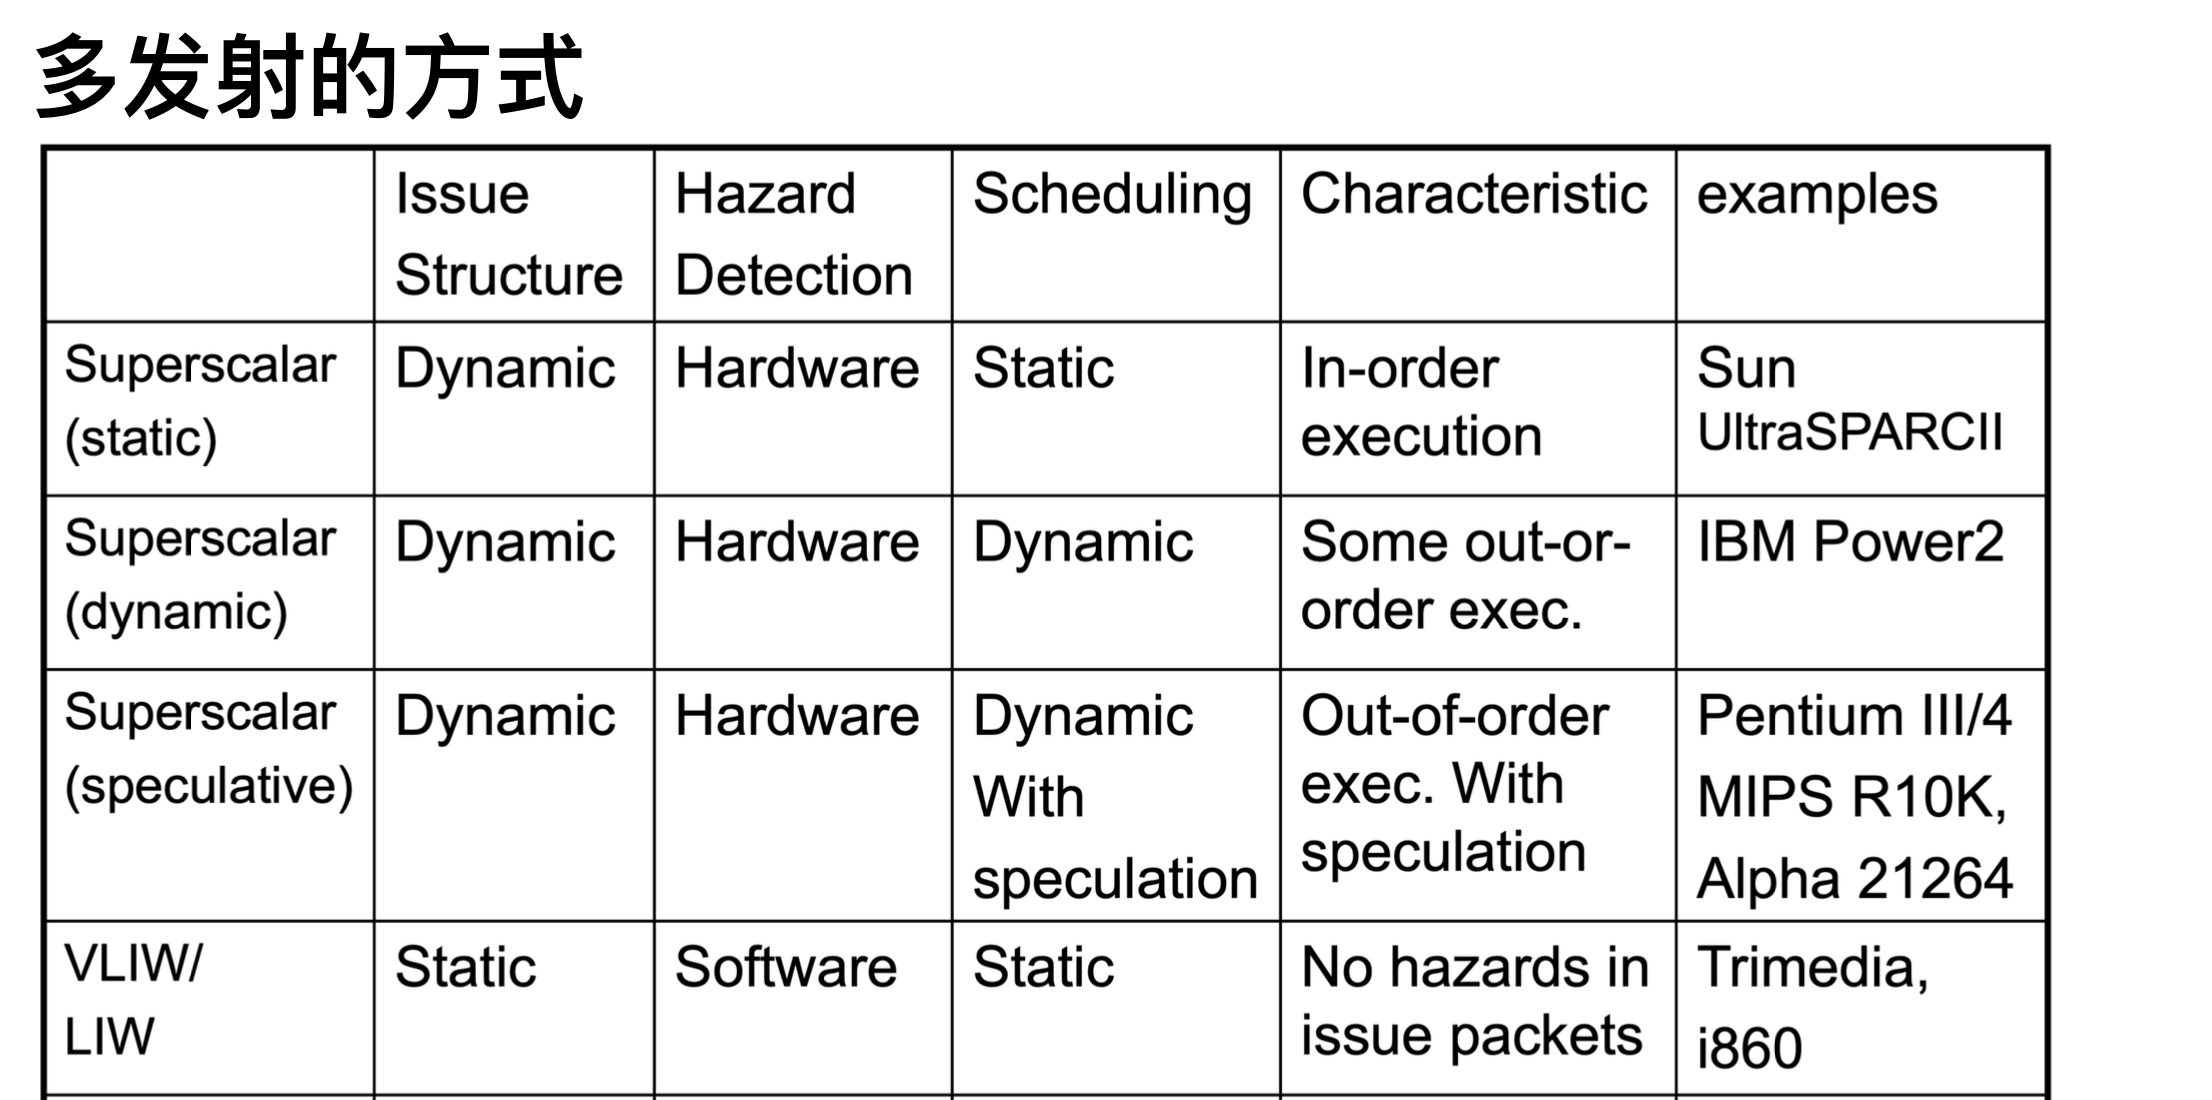 多发射的方式
Issue Structure
Hazard Detection
Scheduling
Characteristic
examples
Superscalar
(static)
Dynamic
Hardware
Static
In-order
execution
Sun
UltraSPARCII
Superscalar
(dynamic)
Dynamic
Hardware
Dynamic
Some out-or-
order exec.
IBM Power2
Superscalar
(speculative)
Dynamic
Hardware
Dynamic
With
speculation
Out-of-order
exec. With
speculation
Pentium III/4
MIPS R10K,
Alpha 21264
VLIW/
LIW
Static
Software
Static
No hazards in
issue packets
Trimedia,
i860